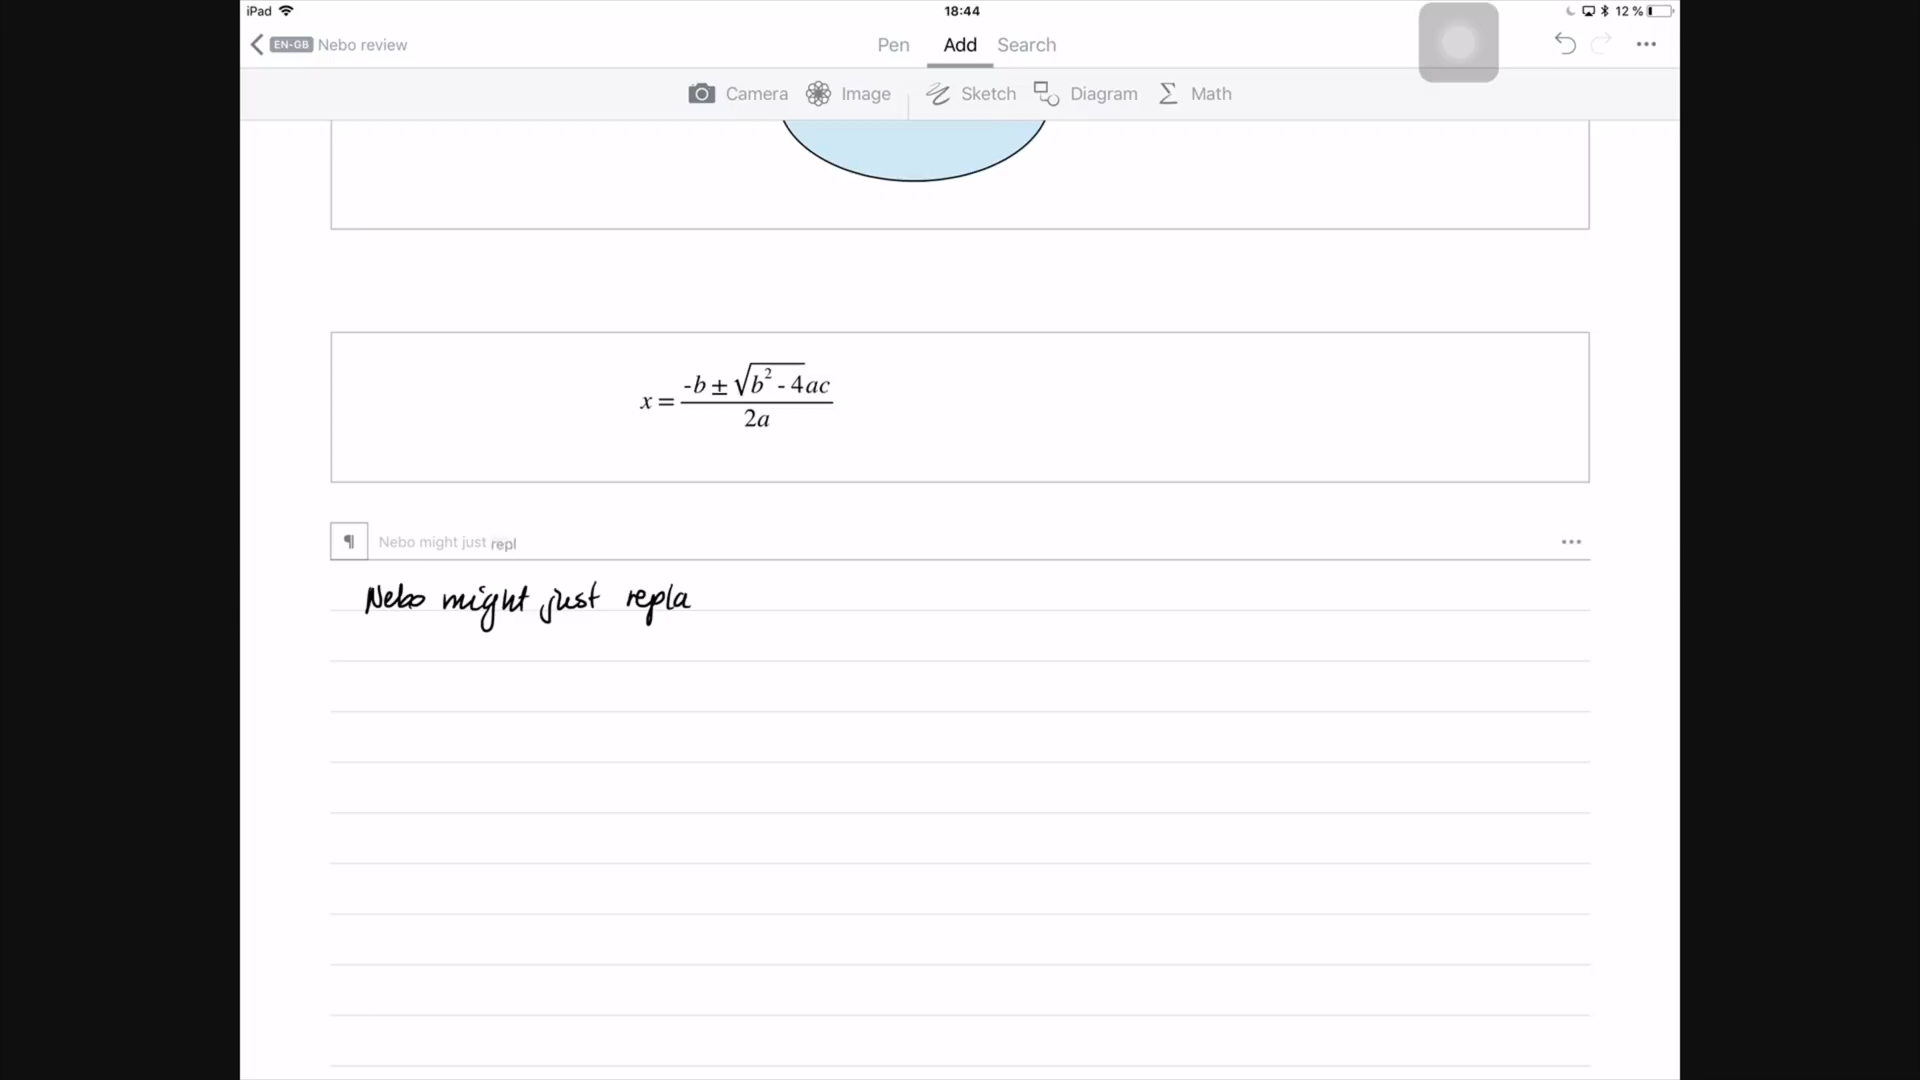 iPad 18:44 12 %
EN-GB Nebo review Pen Add Search
Camera Image Sketch Diagram Math
x = -b ± √b² - 4ac / 2a
¶ Nebo might just repl
Nebo might just repla